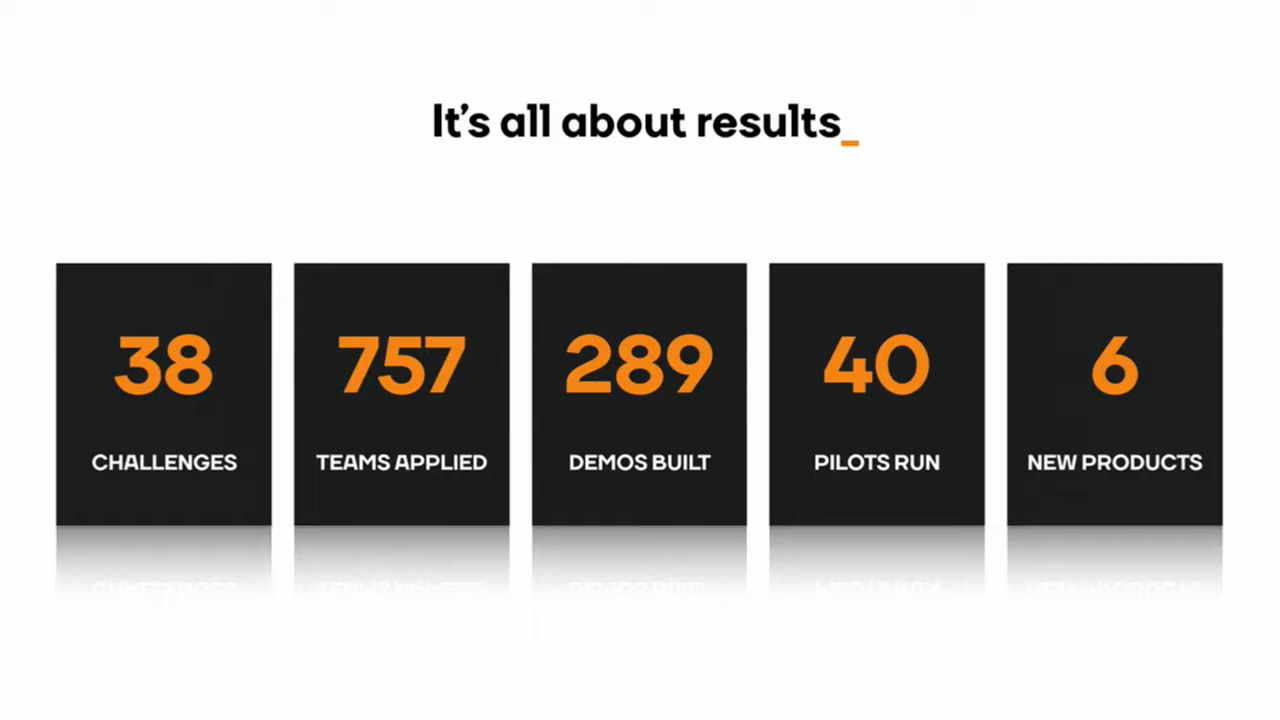 It's all about results_
38
CHALLENGES
757
TEAMS APPLIED
289
DEMOS BUILT
40
PILOTS RUN
6
NEW PRODUCTS